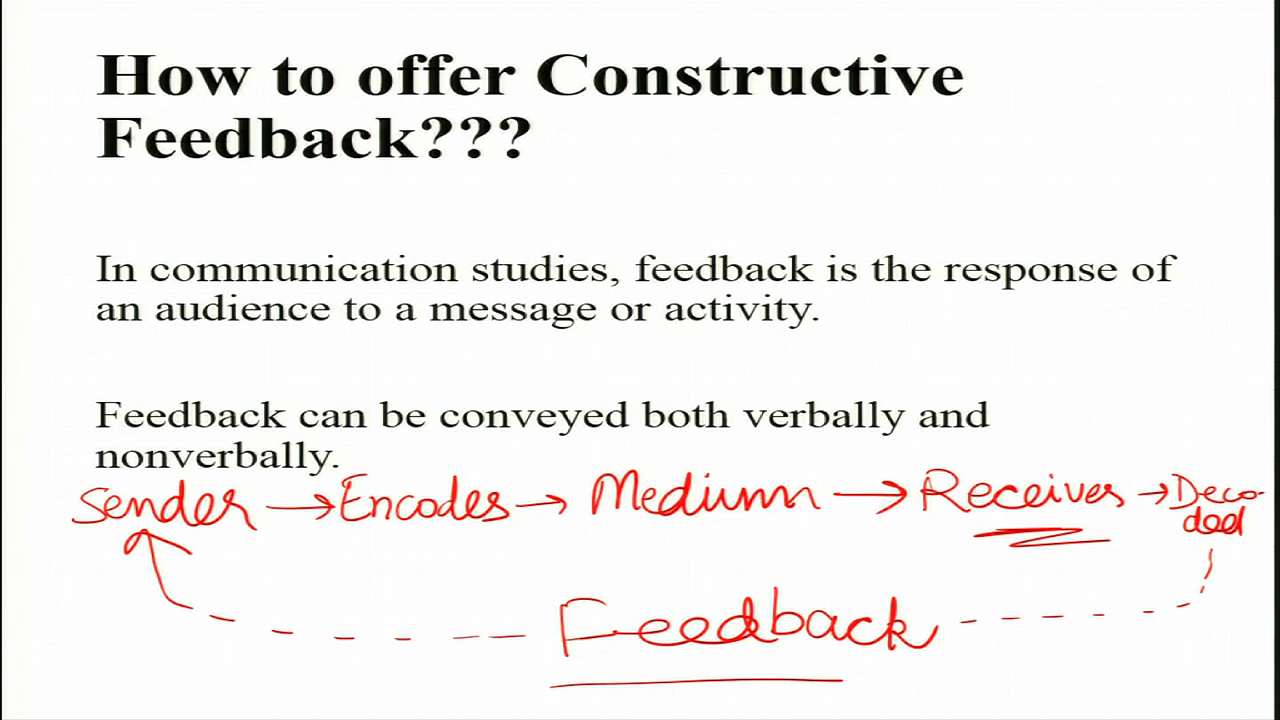 How to offer Constructive
Feedback???
In communication studies, feedback is the response of
an audience to a message or activity.
Feedback can be conveyed both verbally and
nonverbally.
Sender → Encodes → Medium → Receives → Deco-
ded
Feedback